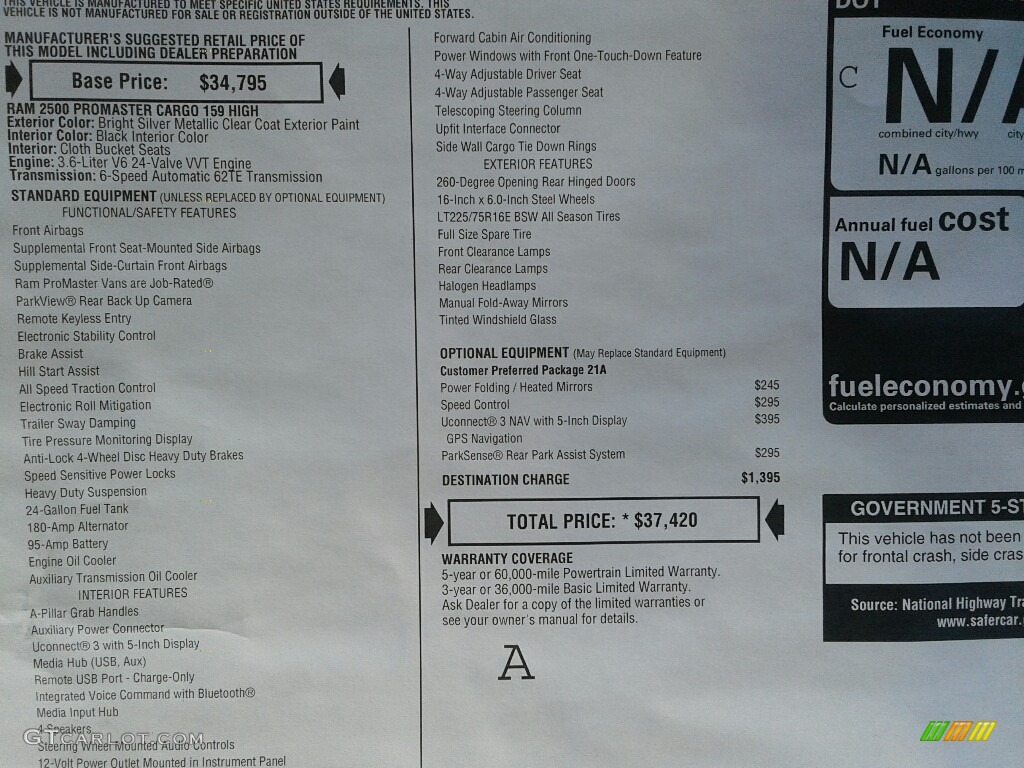 THIS VEHICLE IS MANUFACTURED TO MEET SPECIFIC UNITED STATES REQUIREMENTS. THIS
VEHICLE IS NOT MANUFACTURED FOR SALE OR REGISTRATION OUTSIDE OF THE UNITED STATES.
MANUFACTURER'S SUGGESTED RETAIL PRICE OF
THIS MODEL INCLUDING DEALER PREPARATION
Base Price: $34,795
RAM 2500 PROMASTER CARGO 159 HIGH
Exterior Color: Bright Silver Metallic Clear Coat Exterior Paint
Interior Color: Black Interior Color
Interior: Cloth Bucket Seats
Engine: 3.6-Liter V6 24-Valve VVT Engine
Transmission: 6-Speed Automatic 62TE Transmission
STANDARD EQUIPMENT (UNLESS REPLACED BY OPTIONAL EQUIPMENT)
FUNCTIONAL/SAFETY FEATURES
Front Airbags
Supplemental Front Seat-Mounted Side Airbags
Supplemental Side-Curtain Front Airbags
Ram ProMaster Vans are Job-Rated®
ParkView® Rear Back Up Camera
Remote Keyless Entry
Electronic Stability Control
Brake Assist
Hill Start Assist
All Speed Traction Control
Electronic Roll Mitigation
Trailer Sway Damping
Tire Pressure Monitoring Display
Anti-Lock 4-Wheel Disc Heavy Duty Brakes
Speed Sensitive Power Locks
Heavy Duty Suspension
24-Gallon Fuel Tank
180-Amp Alternator
95-Amp Battery
Engine Oil Cooler
Auxiliary Transmission Oil Cooler
INTERIOR FEATURES
A-Pillar Grab Handles
Auxiliary Power Connector
Uconnect® 3 with 5-Inch Display
Media Hub (USB, Aux)
Remote USB Port - Charge-Only
Integrated Voice Command with Bluetooth®
Media Input Hub
4 Speakers
Steering Wheel Mounted Audio Controls
12-Volt Power Outlet Mounted in Instrument Panel
Forward Cabin Air Conditioning
Power Windows with Front One-Touch-Down Feature
4-Way Adjustable Driver Seat
4-Way Adjustable Passenger Seat
Telescoping Steering Column
Upfit Interface Connector
Side Wall Cargo Tie Down Rings
EXTERIOR FEATURES
260-Degree Opening Rear Hinged Doors
16-Inch x 6.0-Inch Steel Wheels
LT225/75R16E BSW All Season Tires
Full Size Spare Tire
Front Clearance Lamps
Rear Clearance Lamps
Halogen Headlamps
Manual Fold-Away Mirrors
Tinted Windshield Glass
OPTIONAL EQUIPMENT (May Replace Standard Equipment)
Customer Preferred Package 21A
Power Folding / Heated Mirrors $245
Speed Control $295
Uconnect® 3 NAV with 5-Inch Display $395
GPS Navigation
ParkSense® Rear Park Assist System $295
DESTINATION CHARGE $1,395
TOTAL PRICE: * $37,420
WARRANTY COVERAGE
5-year or 60,000-mile Powertrain Limited Warranty.
3-year or 36,000-mile Basic Limited Warranty.
Ask Dealer for a copy of the limited warranties or
see your owner's manual for details.
A
DOT
Fuel Economy
C
N/A
combined city/hwy city
N/A gallons per 100 m
Annual fuel cost
N/A
fueleconomy.g
Calculate personalized estimates and
GOVERNMENT 5-ST
This vehicle has not been
for frontal crash, side cras
Source: National Highway Tra
www.safercar.g
GTCarlot.com